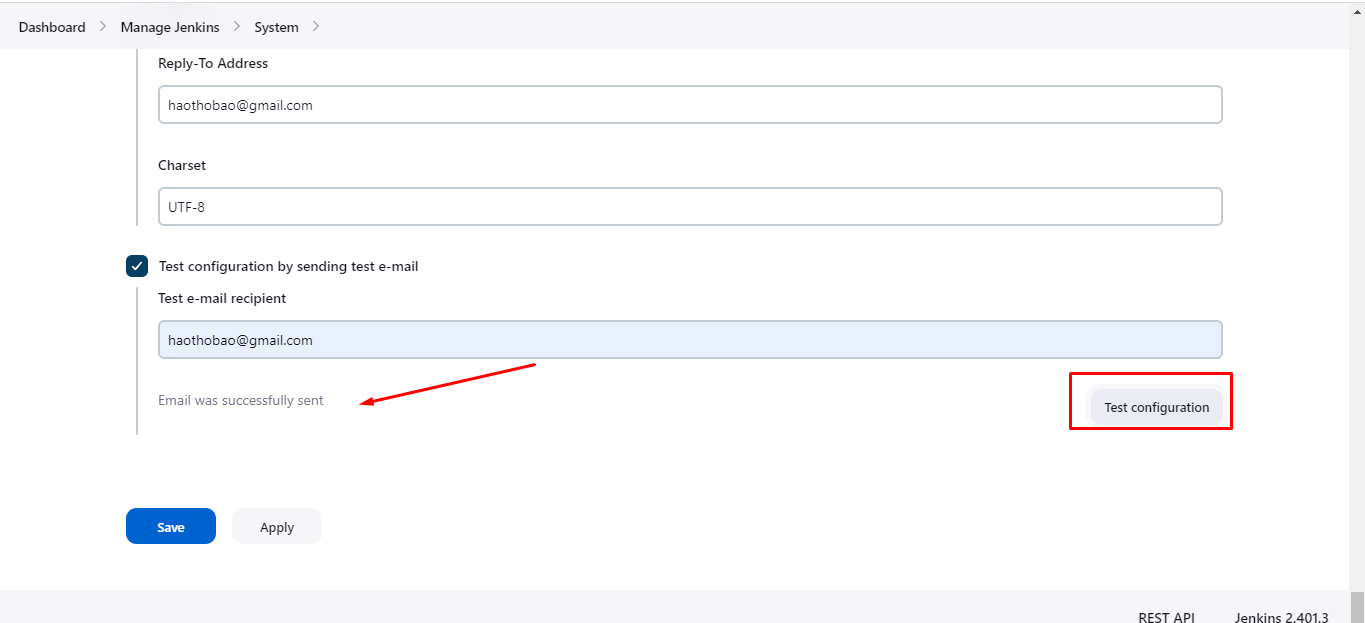 Dashboard > Manage Jenkins > System >
Reply-To Address
haothobao@gmail.com
Charset
UTF-8
Test configuration by sending test e-mail
Test e-mail recipient
haothobao@gmail.com
Email was successfully sent
Test configuration
Save Apply
REST API Jenkins 2.401.3